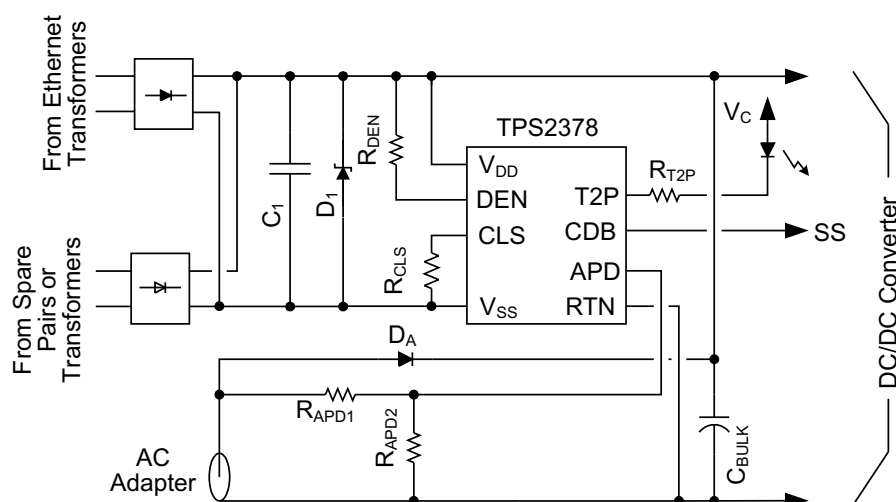 From Ethernet
Transformers
From Spare
Pairs or
Transformers
C1
D1
RDEN
RCLS
TPS2378
VDD
DEN
CLS
VSS
T2P
CDB
APD
RTN
RT2P
VC
SS
DC/DC Converter
DA
RAPD1
RAPD2
CBULK
AC
Adapter